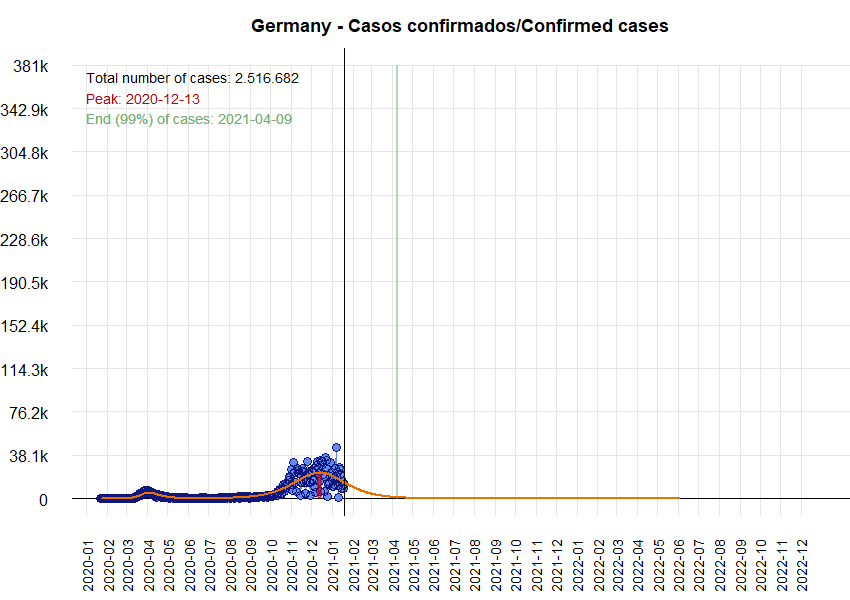 Germany - Casos confirmados/Confirmed cases
381k
342.9k
304.8k
266.7k
228.6k
190.5k
152.4k
114.3k
76.2k
38.1k
0
Total number of cases: 2.516.682
Peak: 2020-12-13
End (99%) of cases: 2021-04-09
2020-01
2020-02
2020-03
2020-04
2020-05
2020-06
2020-07
2020-08
2020-09
2020-10
2020-11
2020-12
2021-01
2021-02
2021-03
2021-04
2021-05
2021-06
2021-07
2021-08
2021-09
2021-10
2021-11
2021-12
2022-01
2022-02
2022-03
2022-04
2022-05
2022-06
2022-07
2022-08
2022-09
2022-10
2022-11
2022-12